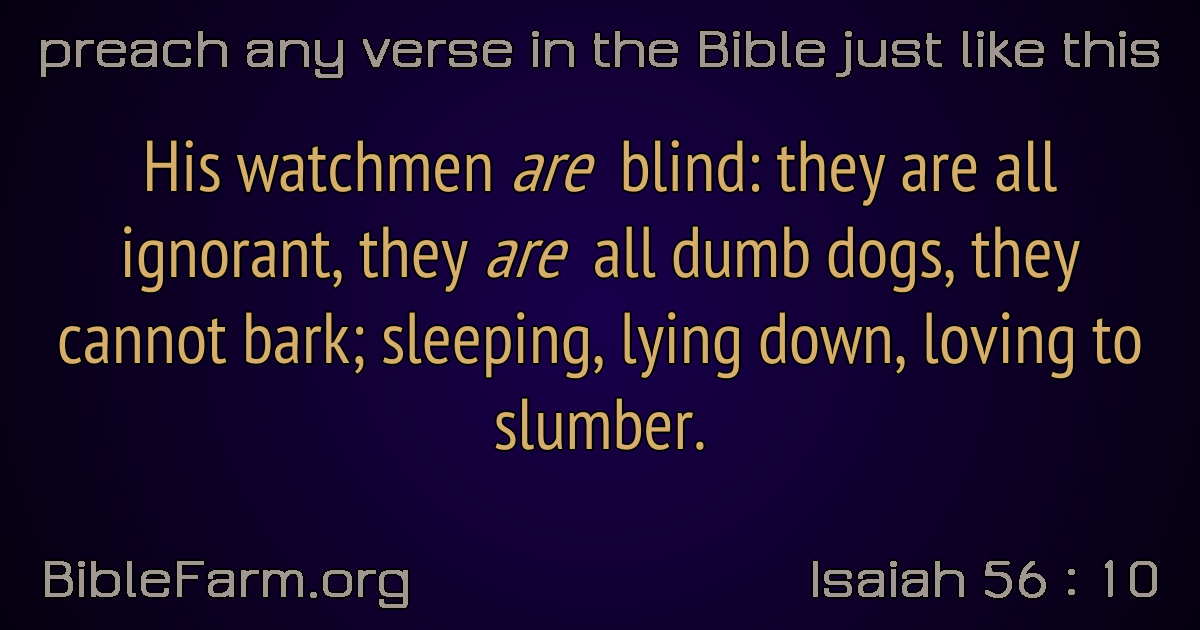 preach any verse in the Bible just like this
His watchmen are blind: they are all
ignorant, they are all dumb dogs, they
cannot bark; sleeping, lying down, loving to
slumber.
BibleFarm.org
Isaiah 56 : 10